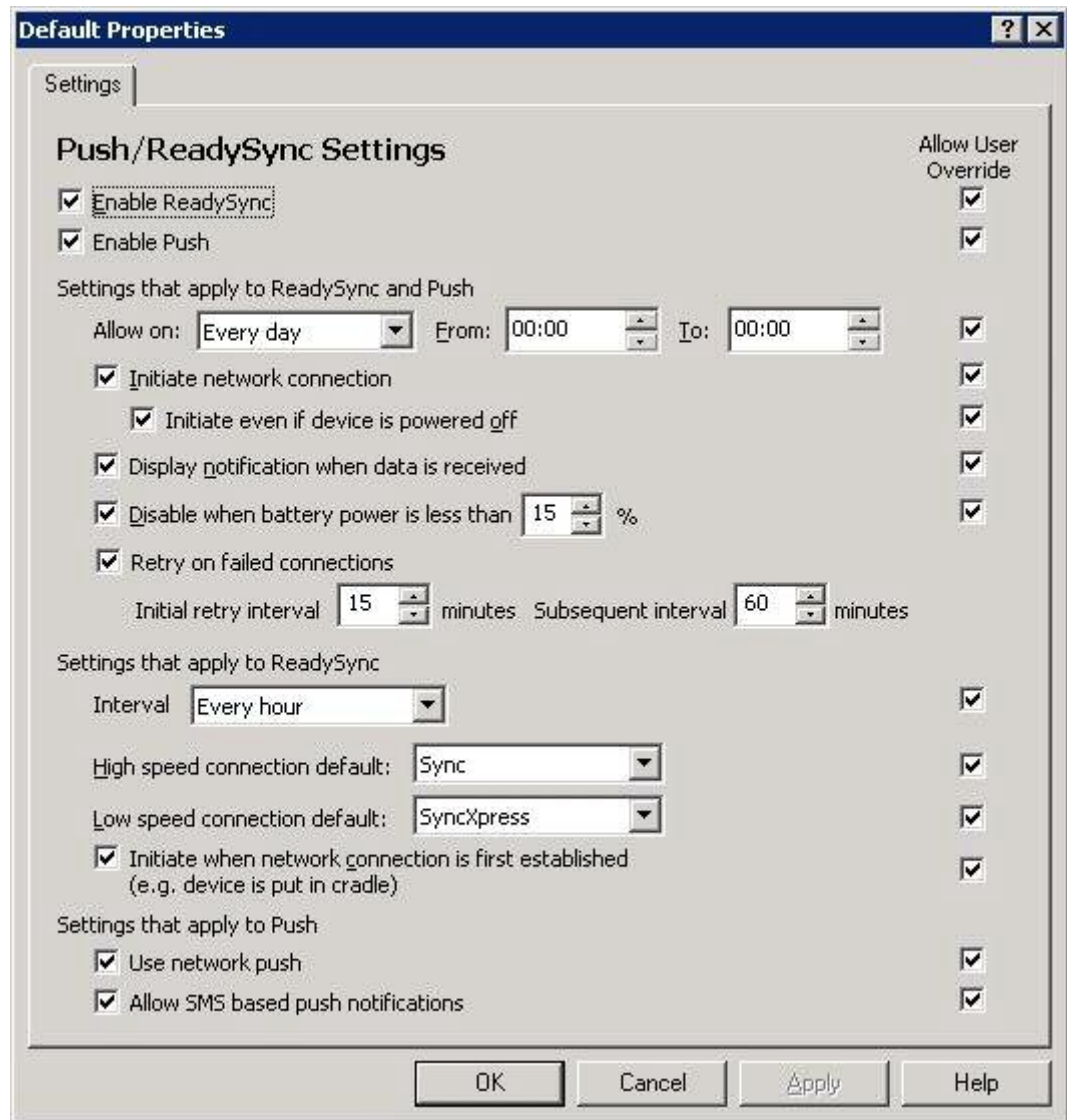 Default Properties
Settings
Push/ReadySync Settings
Allow User
Override
Enable ReadySync
Enable Push
Settings that apply to ReadySync and Push
Allow on: Every day From: 00:00 To: 00:00
Initiate network connection
Initiate even if device is powered off
Display notification when data is received
Disable when battery power is less than 15 %
Retry on failed connections
Initial retry interval 15 minutes Subsequent interval 60 minutes
Settings that apply to ReadySync
Interval Every hour
High speed connection default: Sync
Low speed connection default: SyncXpress
Initiate when network connection is first established
(e.g. device is put in cradle)
Settings that apply to Push
Use network push
Allow SMS based push notifications
OK Cancel Apply Help